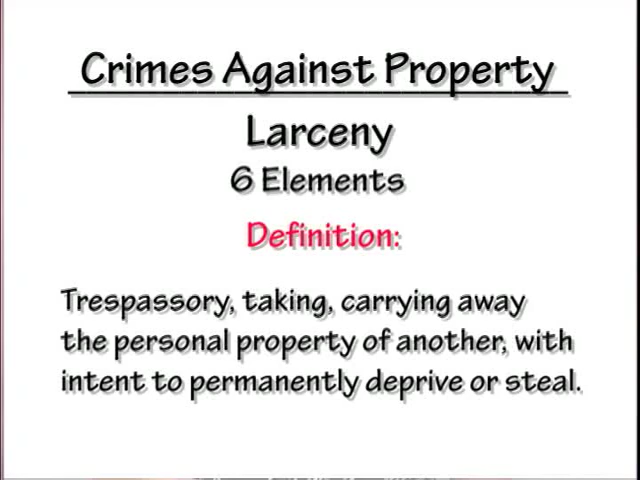 Crimes Against Property
Larceny
6 Elements
Definition:
Trespassory, taking, carrying away
the personal property of another, with
intent to permanently deprive or steal.